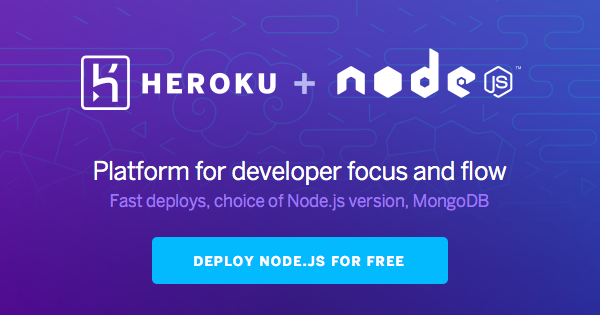 HEROKU + node JS ™
Platform for developer focus and flow
Fast deploys, choice of Node.js version, MongoDB
DEPLOY NODE.JS FOR FREE